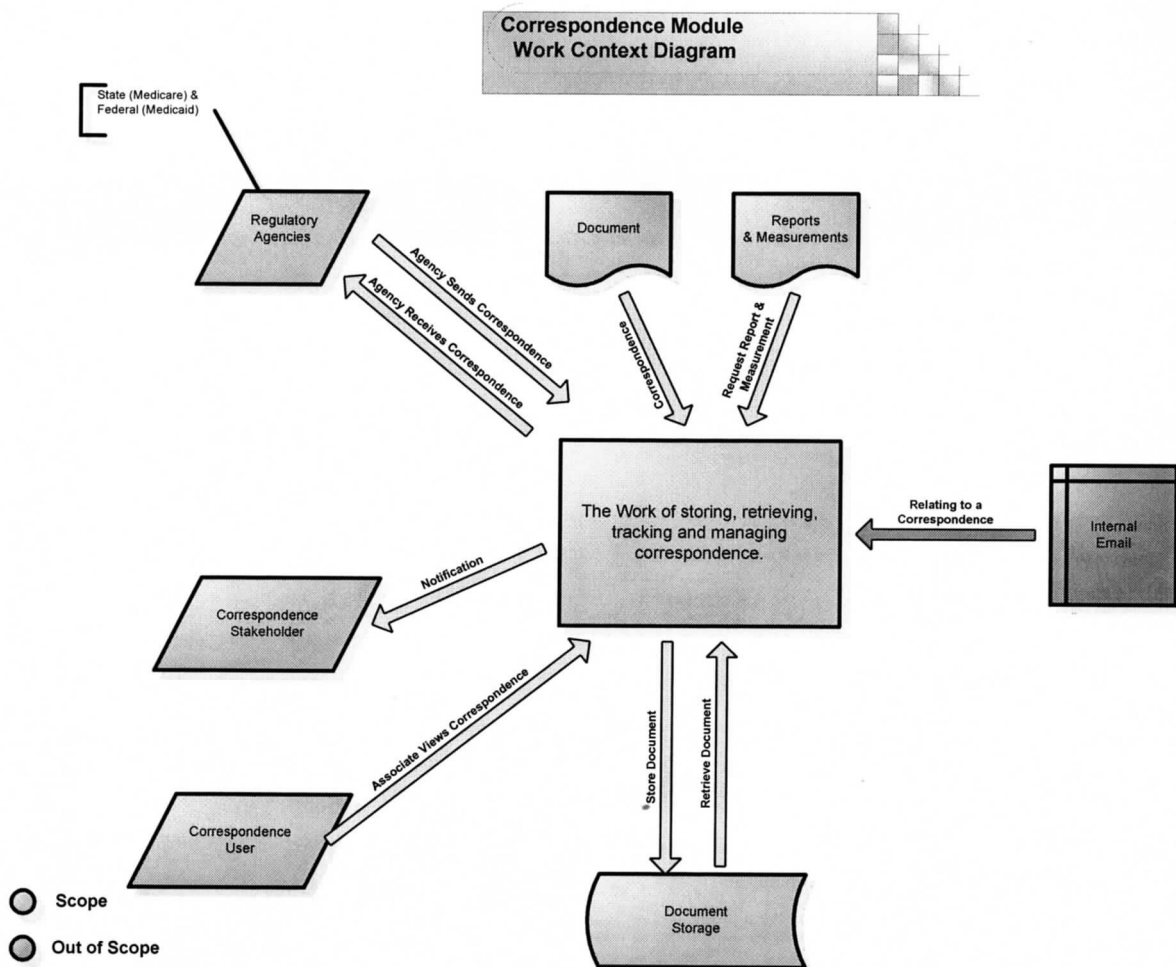 Correspondence Module
Work Context Diagram
State (Medicare) &
Federal (Medicaid)
Regulatory
Agencies
Document
Reports
& Measurements
Agency Sends Correspondence
Agency Receives Correspondence
Correspondence
Request Report &
Measurement
The Work of storing, retrieving,
tracking and managing
correspondence.
Relating to a
Correspondence
Internal
Email
Notification
Correspondence
Stakeholder
Associate Views Correspondence
Store Document
Retrieve Document
Correspondence
User
Document
Storage
Scope
Out of Scope